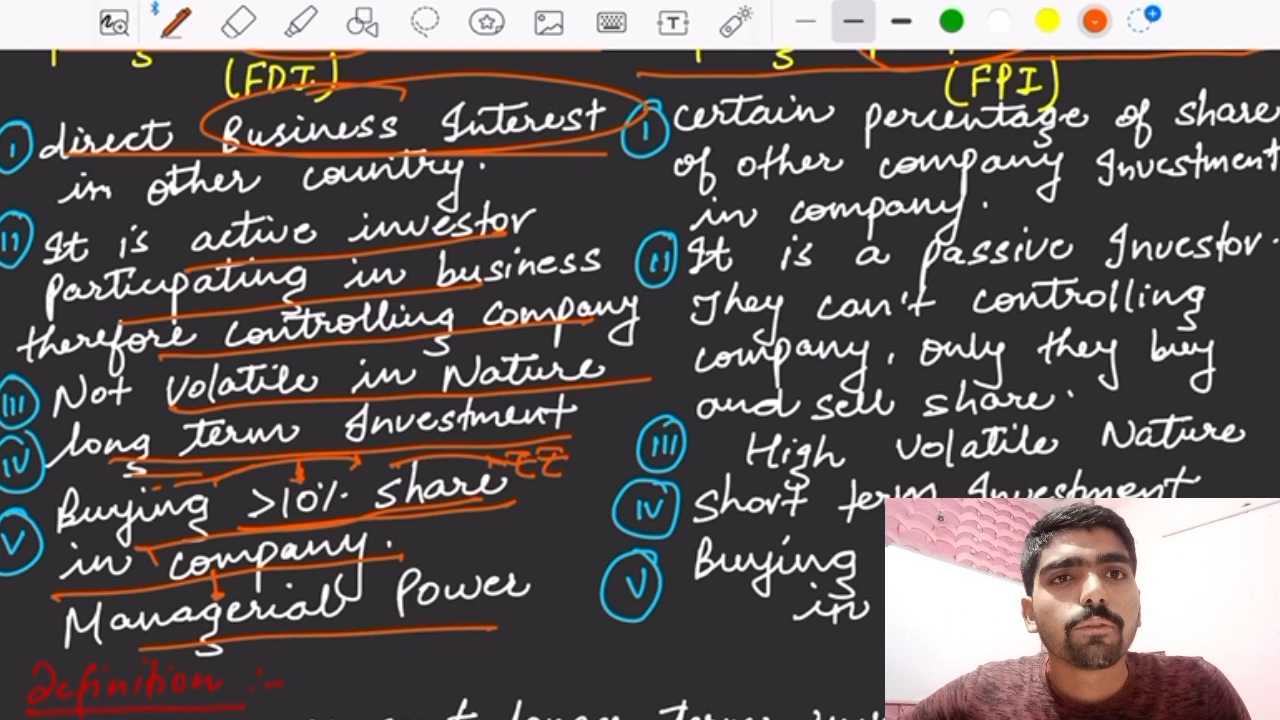 (FDI)
I direct Business Interest
in other country.
II It is active investor
Participating in business
therefore controlling company
III Not volatile in Nature
IV long term Investment
V Buying >10% share
in company.
Managerial Power
Definition :-
(FPI)
I certain percentage of share
of other company Investment
in company.
II It is a passive Investor.
They can't controlling
company, only they buy
and sell share.
III High volatile Nature
IV Short term Investment
V Buying
in
longer term